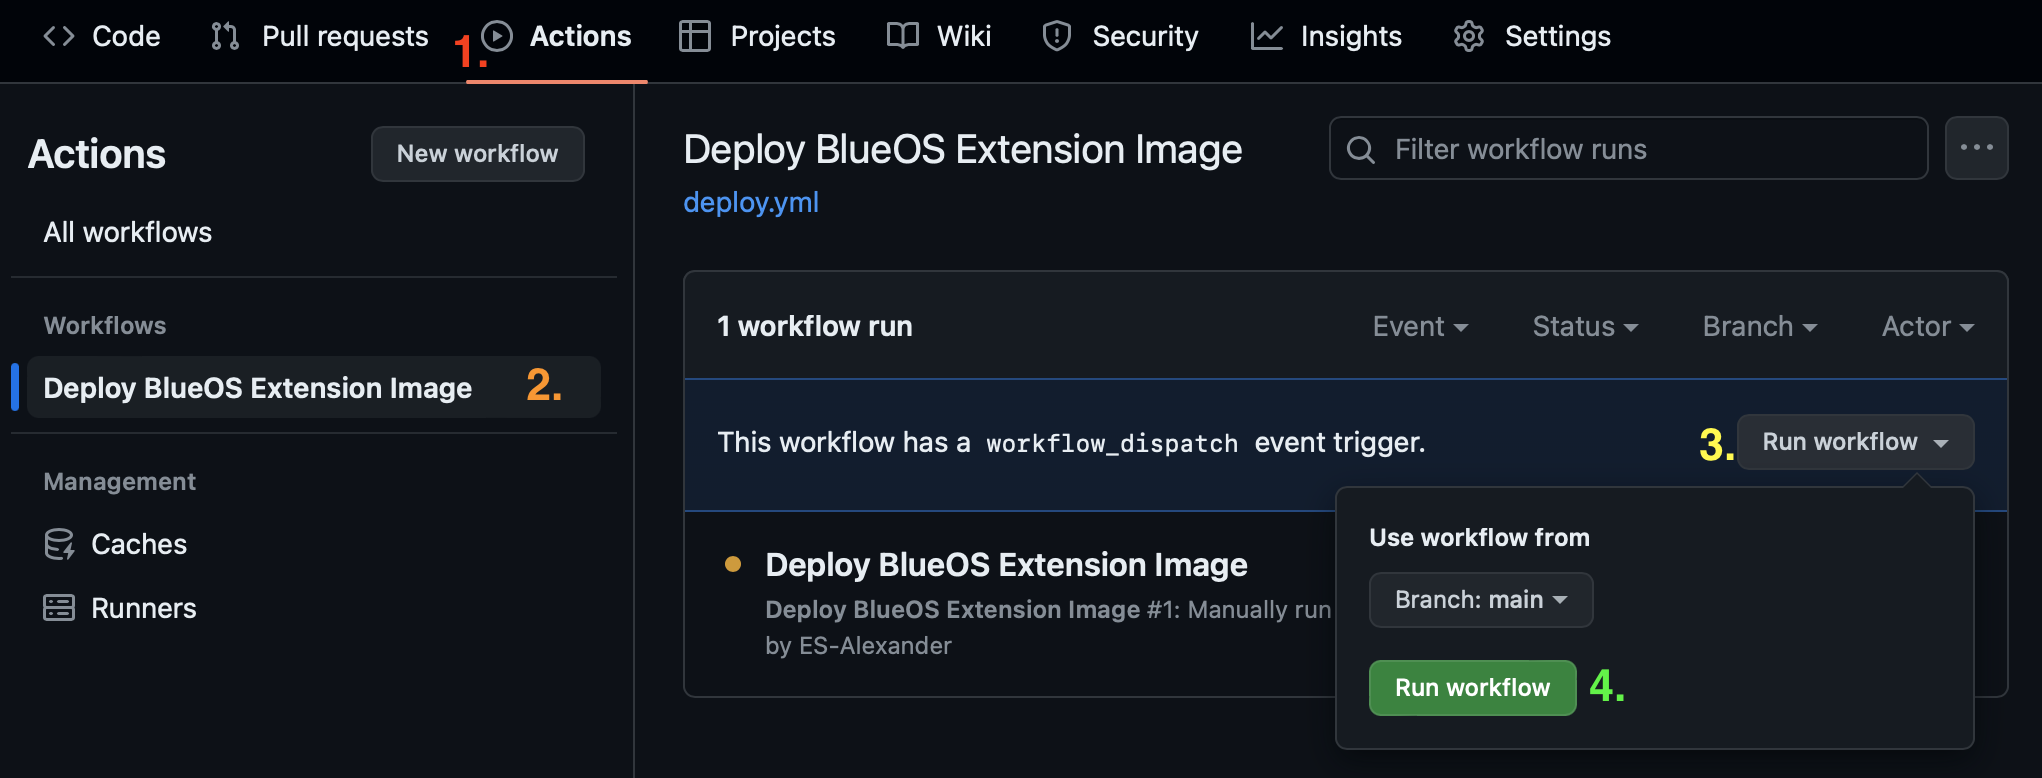 Code Pull requests 1. Actions Projects Wiki Security Insights Settings
Actions New workflow
All workflows
Workflows
Deploy BlueOS Extension Image 2.
Management
Caches
Runners
Deploy BlueOS Extension Image
deploy.yml
Filter workflow runs
1 workflow run Event Status Branch Actor
This workflow has a workflow_dispatch event trigger. 3. Run workflow
Deploy BlueOS Extension Image
Deploy BlueOS Extension Image #1: Manually run
by ES-Alexander
Use workflow from
Branch: main
Run workflow 4.